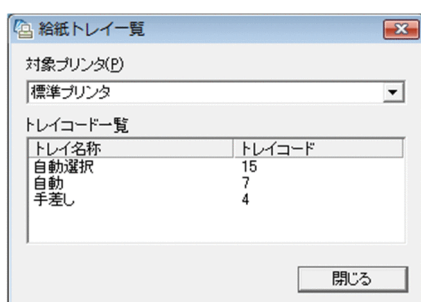 給紙トレイ一覧
対象プリンタ(P)
標準プリンタ
トレイコード一覧
トレイ名称 トレイコード
自動選択 15
自動 7
手差し 4
閉じる